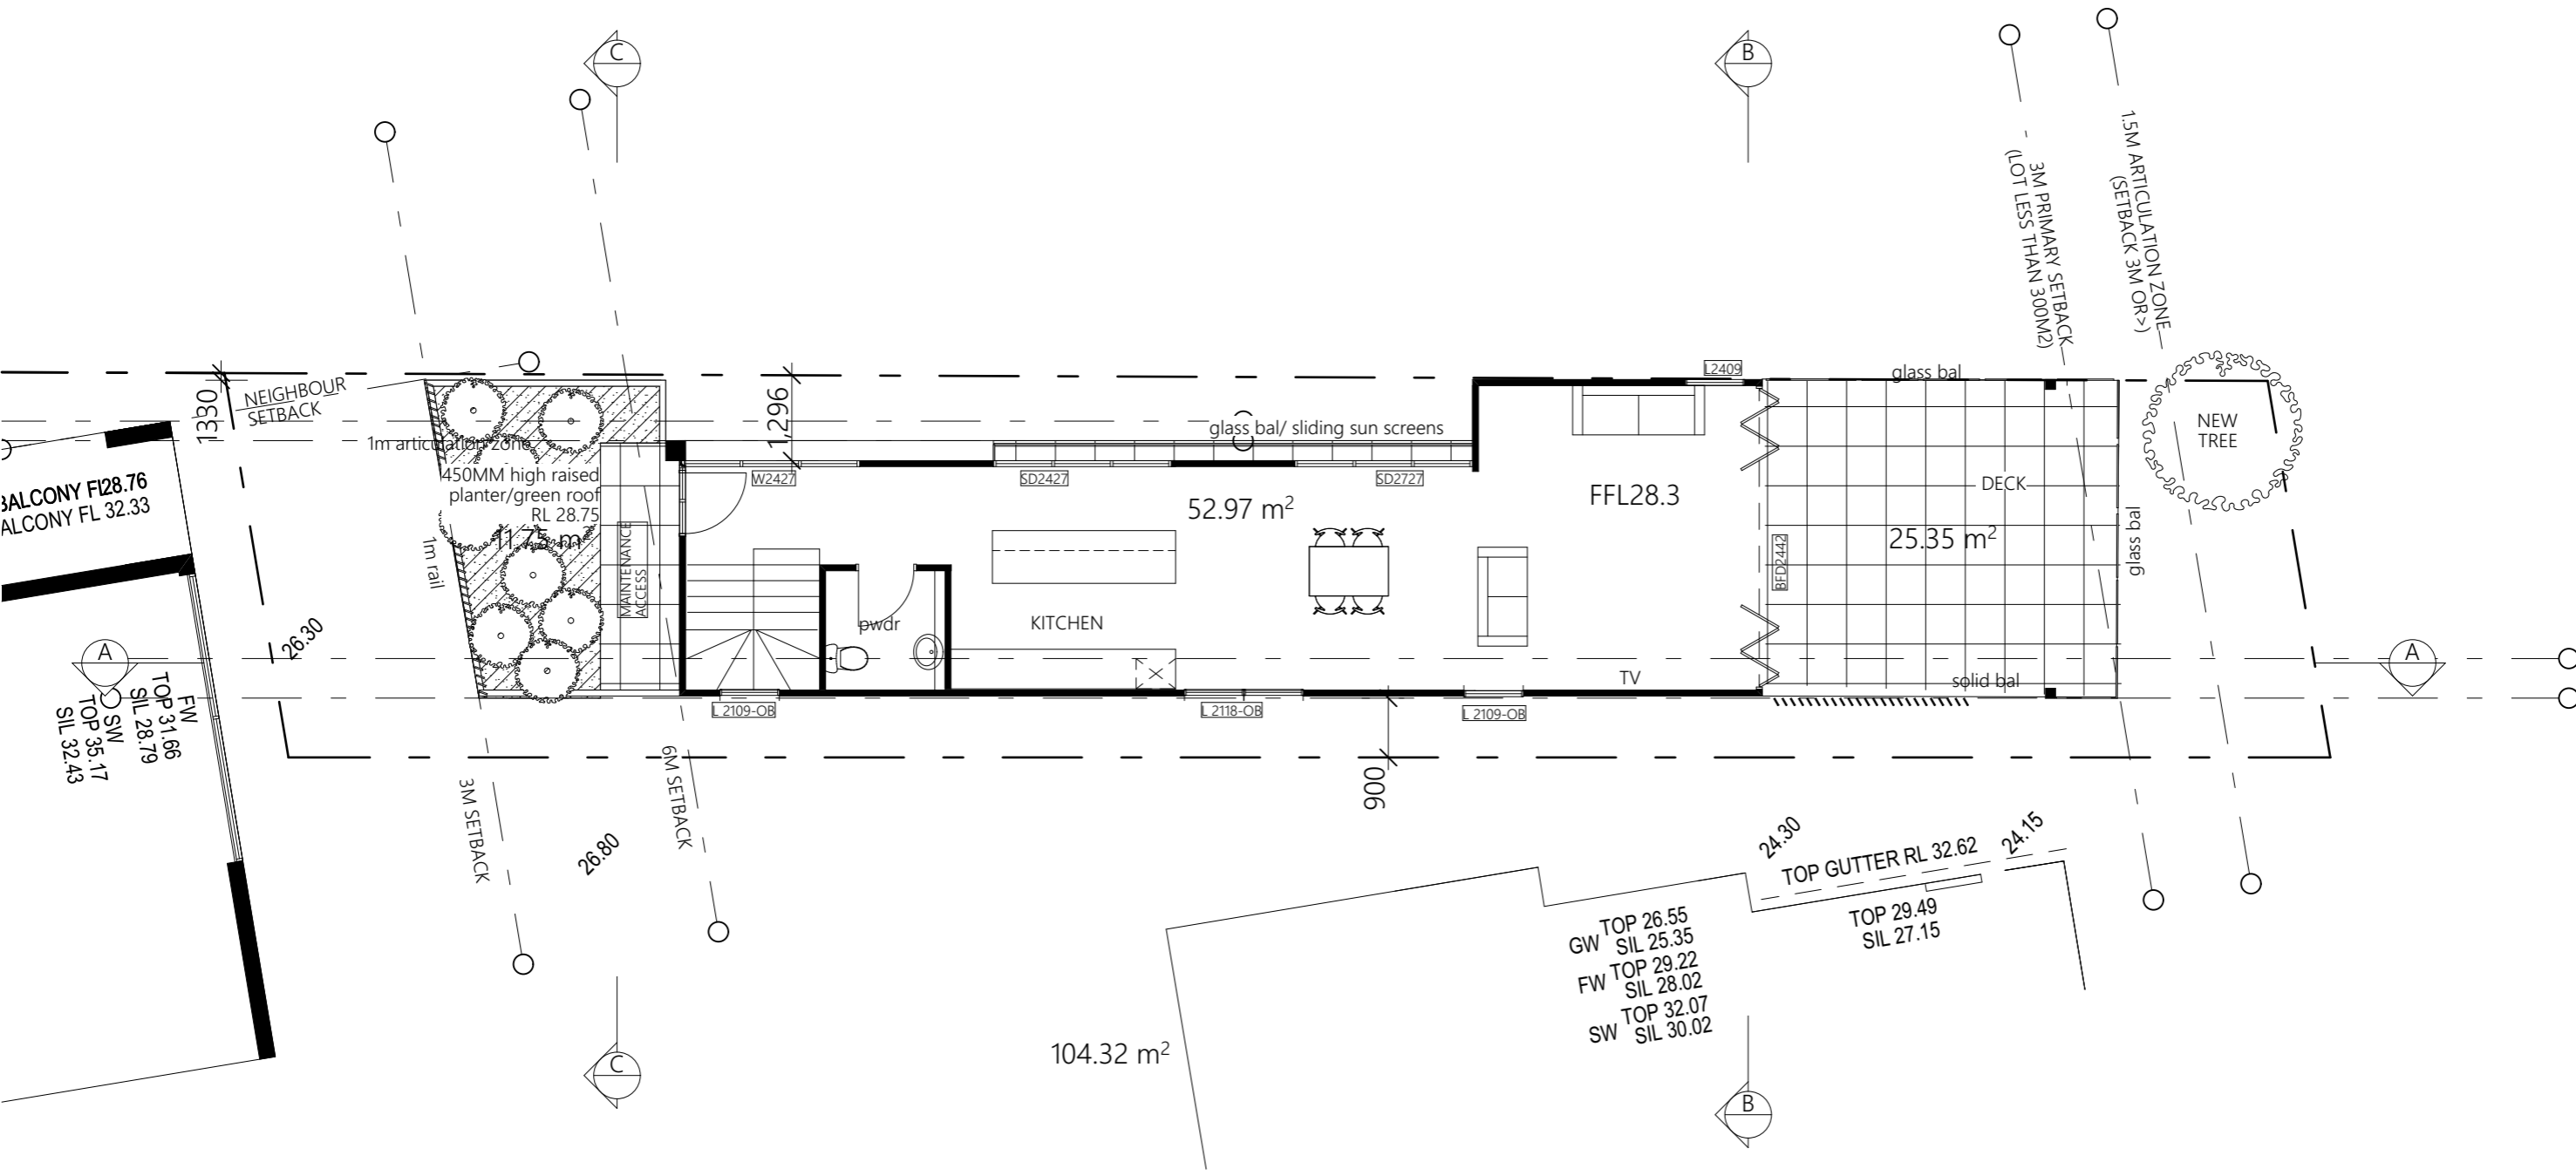 C
B
1.5M ARTICULATION ZONE
(SETBACK 3M OR>)
3M PRIMARY SETBACK
(LOT LESS THAN 300M2)
1330
NEIGHBOUR
SETBACK
1,296
L2409
glass bal
NEW
TREE
1m articulation zone
glass bal/ sliding sun screens
450MM high raised
planter/green roof
RL 28.75
11.75 m
W2427
SD2427
SD2727
BALCONY Fl28.76
ALCONY FL 32.33
52.97 m²
FFL28.3
DECK
25.35 m²
glass bal
BFD2442
1m rail
MAINTENANCE
ACCESS
pwdr
KITCHEN
26.30
A
A
TV
solid bal
L 2109-OB
L 2118-OB
L 2109-OB
FW
TOP 31.66
SIL 28.79
SW
TOP 35.17
SIL 32.43
3M SETBACK
6M SETBACK
900
26.80
24.30
24.15
TOP GUTTER RL 32.62
TOP 29.49
SIL 27.15
GW TOP 26.55
SIL 25.35
FW TOP 29.22
SIL 28.02
SW TOP 32.07
SIL 30.02
104.32 m²
C
B